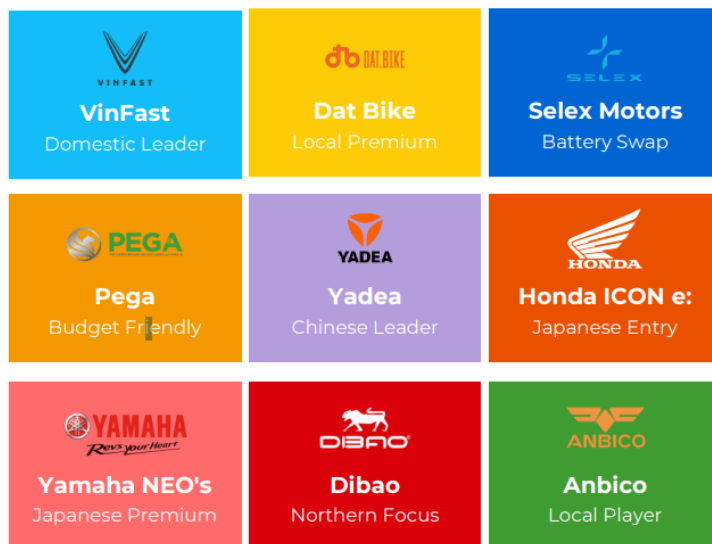 VINFAST
VinFast
Domestic Leader
DAT.BIKE
Dat Bike
Local Premium
SELEX
Selex Motors
Battery Swap
PEGA
Pega
Budget Friendly
YADEA
Yadea
Chinese Leader
HONDA
Honda ICON e:
Japanese Entry
YAMAHA
Revs your Heart
Yamaha NEO's
Japanese Premium
DIBAO
Dibao
Northern Focus
ANBICO
Anbico
Local Player